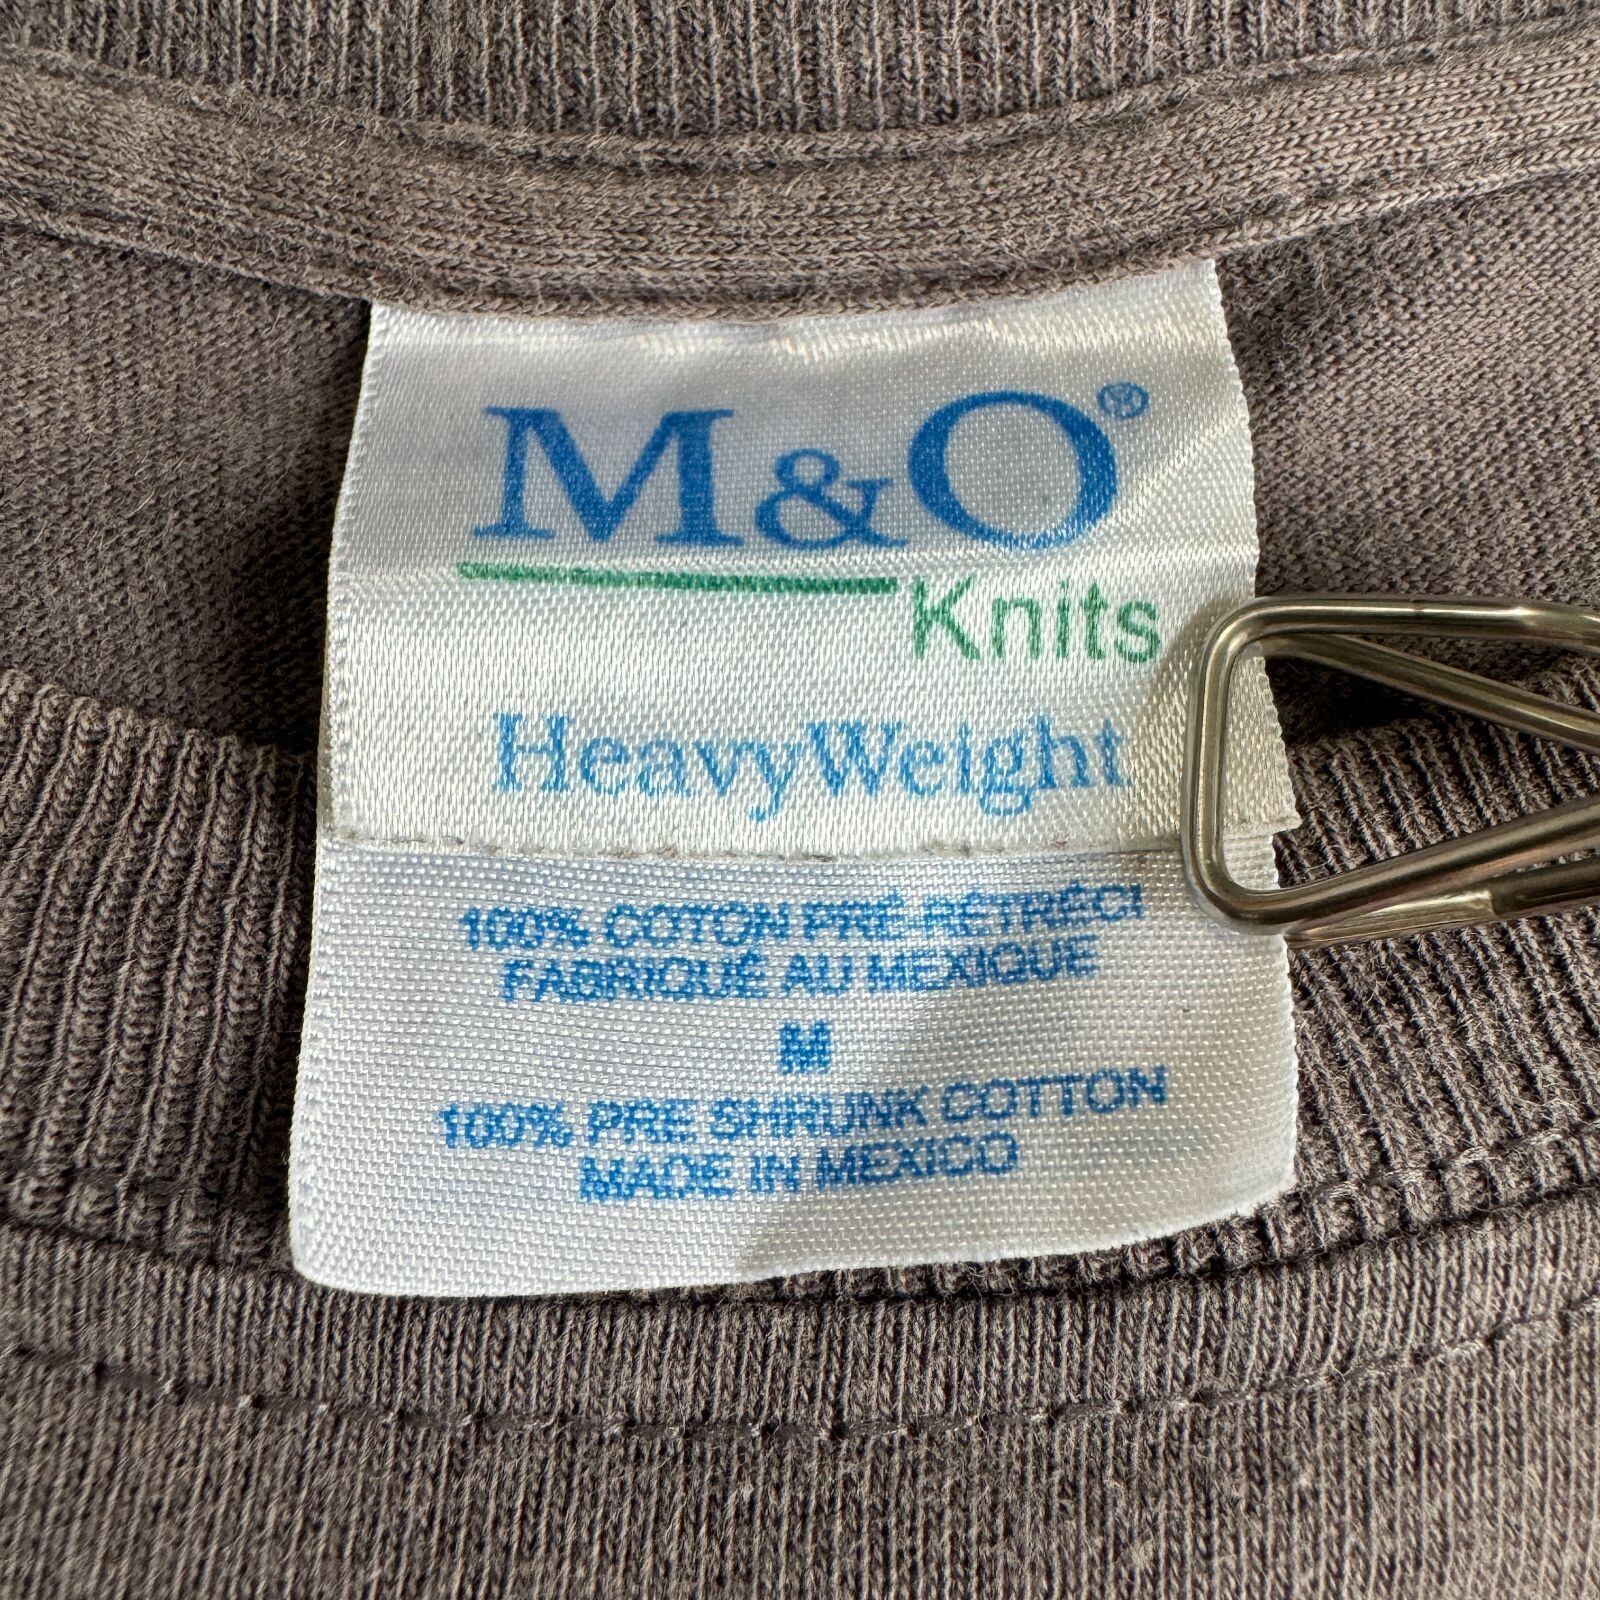 M&O®
Knits
HeavyWeight
100% COTON PRÉ-RÉTRÉCI
FABRIQUÉ AU MEXIQUE
M
100% PRE SHRUNK COTTON
MADE IN MEXICO